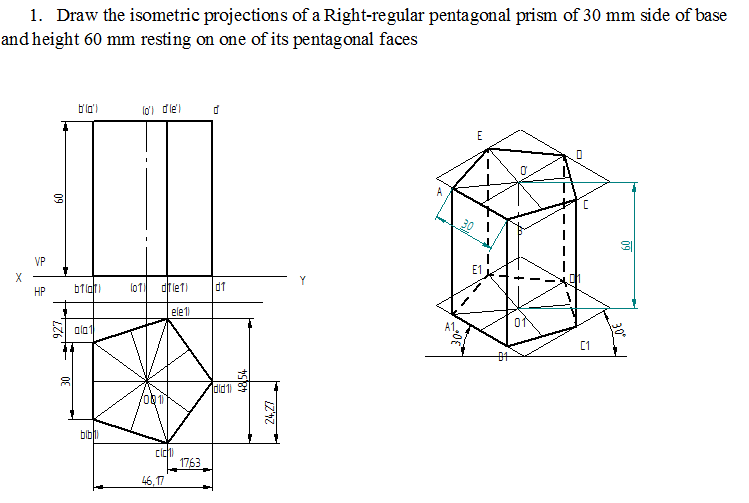 1. Draw the isometric projections of a Right-regular pentagonal prism of 30 mm side of base
and height 60 mm resting on one of its pentagonal faces
b'(a') (o') c'(e') d'
60
VP
X Y
HP
b1'(a1') (o1') c1'(e1') d1'
e(e1)
9,27 a(a1)
30
O(O1) d(d1) 48,54
24,27
b(b1)
c(c1)
17,63
46,17
E
D
O'
A
C
30
B
60
E1
D1
A1 O1
30° 30°
C1
B1